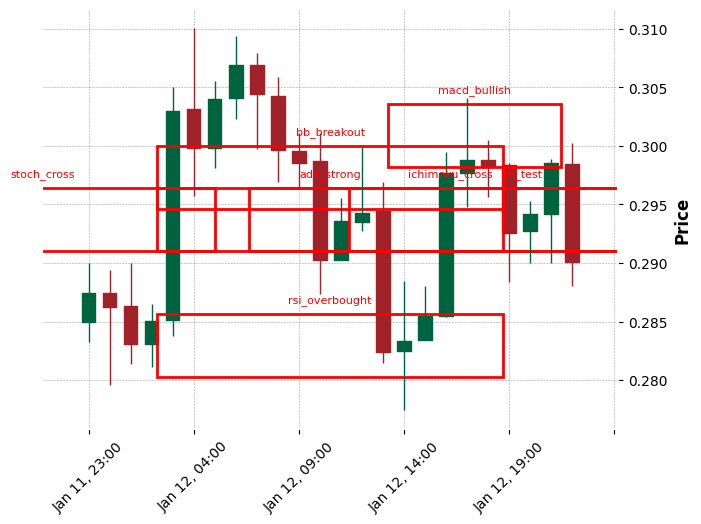 0.310
macd_bullish
0.305
bb_breakout
0.300
stoch_cross
ichimoku_cross
_test
0.295
Price
0.290
rsi_overbought
0.285
0.280
Jan 11, 23:00
Jan 12, 04:00
Jan 12, 09:00
Jan 12, 14:00
Jan 12, 19:00